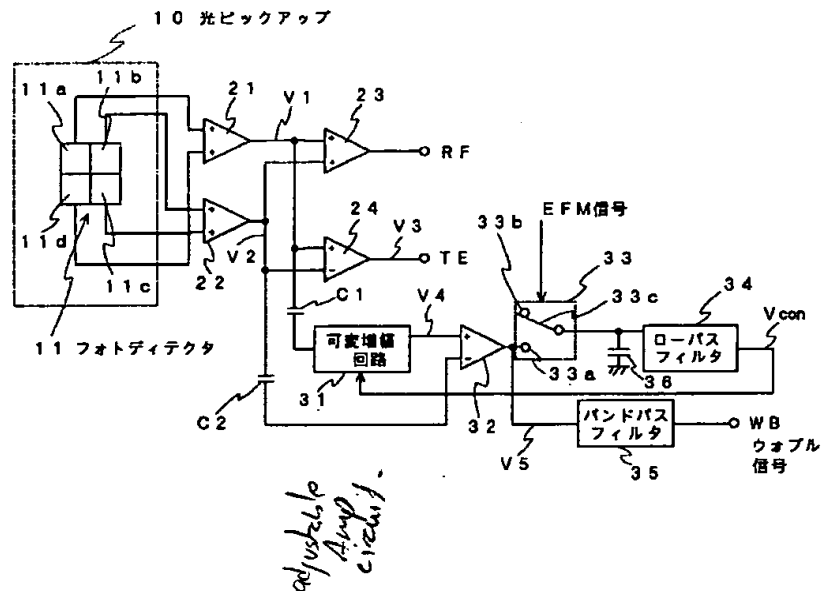 10 光ピックアップ
11a
11b
11d
11c
11 フォトディテクタ
21
V1
23
RF
22
V2
24
V3
TE
C1
C2
可変増幅
回路
31
V4
32
EFM信号
33b
33
33c
33a
34
Vcon
ローパス
フィルタ
36
V5
バンドパス
フィルタ
35
WB
ウォブル
信号
adjustable
Amp
circuit.